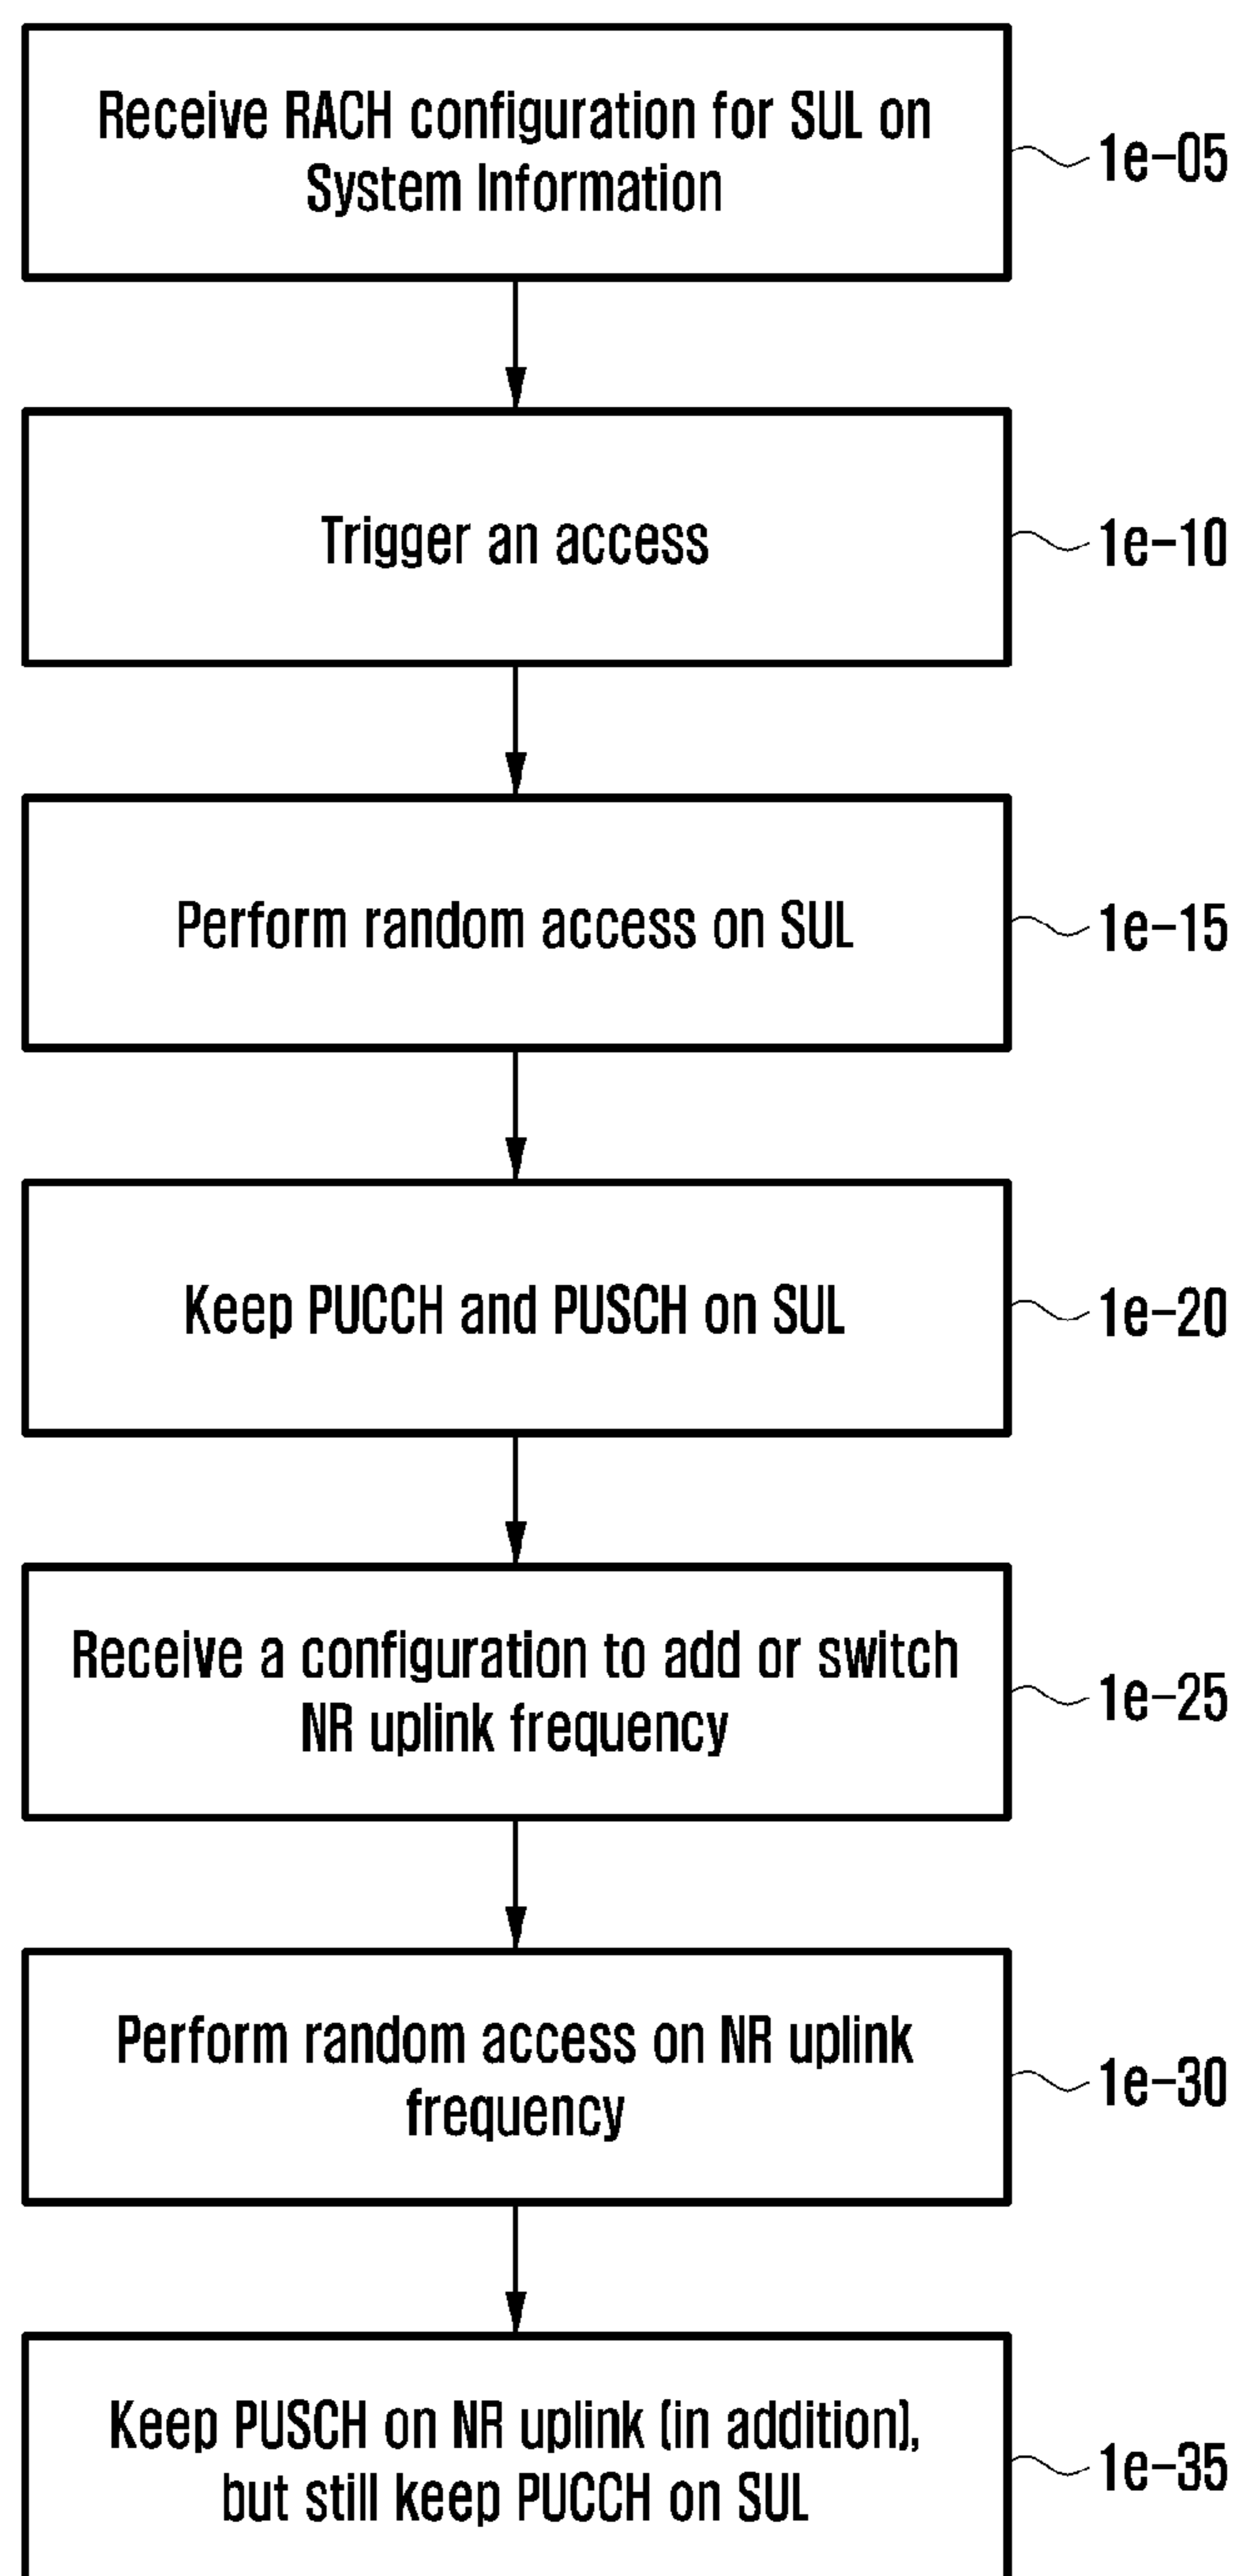 Receive RACH configuration for SUL on
System Information
1e-05
Trigger an access
1e-10
Perform random access on SUL
1e-15
Keep PUCCH and PUSCH on SUL
1e-20
Receive a configuration to add or switch
NR uplink frequency
1e-25
Perform random access on NR uplink
frequency
1e-30
Keep PUSCH on NR uplink (in addition),
but still keep PUCCH on SUL
1e-35